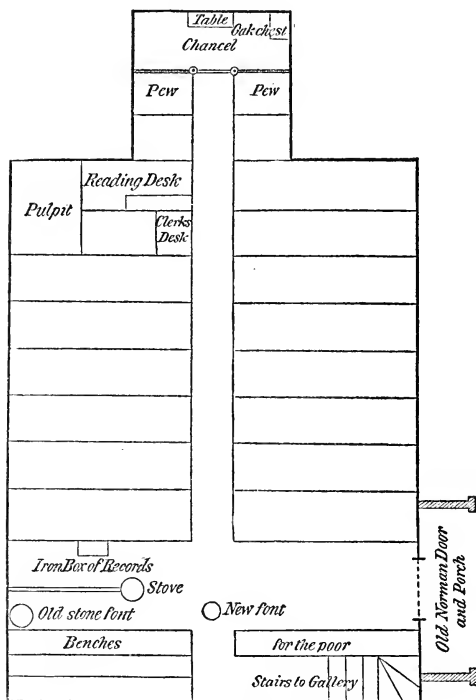 Table
Oak chest
Chancel
Pew
Pew
Reading Desk
Pulpit
Clerks
Desk
Iron Box of Records
Stove
Old stone font
New font
Old Norman Door
and Porch
Benches
for the poor
Stairs to Gallery